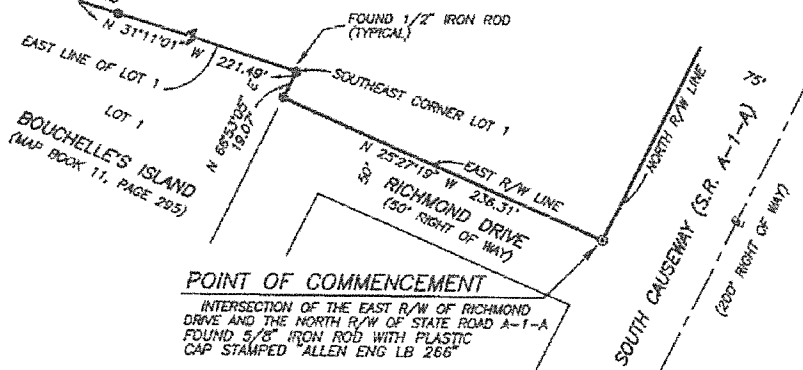 FOUND 1/2" IRON ROD
(TYPICAL)
N 31°11'01" W 221.49'
EAST LINE OF LOT 1
SOUTHEAST CORNER LOT 1
LOT 1
BOUCHELLE'S ISLAND
(MAP BOOK 11, PAGE 295)
19.07'
N 25°27'19" W 236.31'
EAST R/W LINE
50'
RICHMOND DRIVE
(50' RIGHT OF WAY)
NORTH R/W LINE
75'
SOUTH CAUSEWAY (S.R. A-1-A)
(200' RIGHT OF WAY)
POINT OF COMMENCEMENT
INTERSECTION OF THE EAST R/W OF RICHMOND
DRIVE AND THE NORTH R/W OF STATE ROAD A-1-A
FOUND 5/8" IRON ROD WITH PLASTIC
CAP STAMPED "ALLEN ENG LB 266"